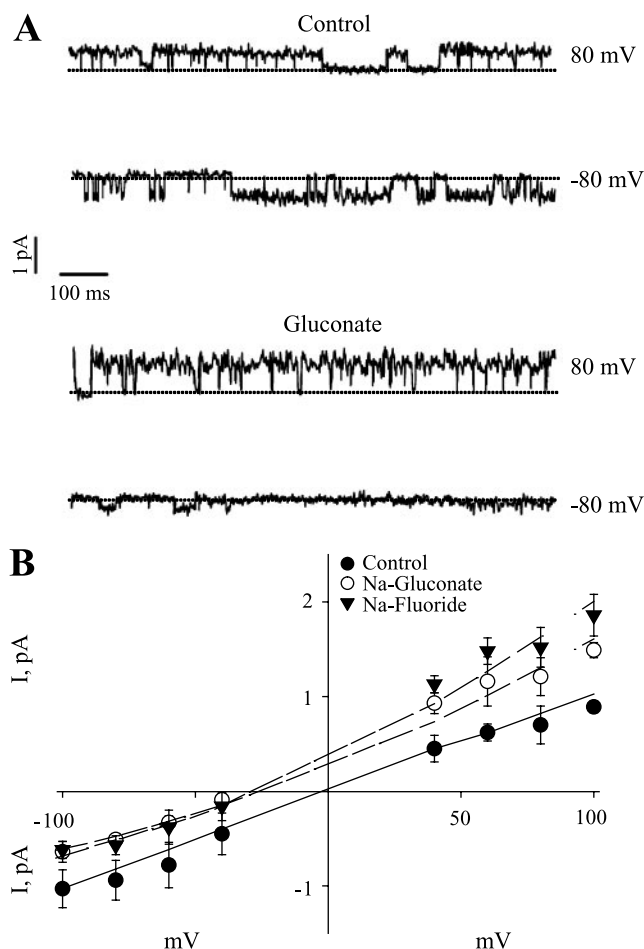 A
Control
80 mV
-80 mV
1 pA
100 ms
Gluconate
80 mV
-80 mV
B
Control
Na-Gluconate
Na-Fluoride
I, pA
2
1
-100
50
100
I, pA
-1
mV
mV